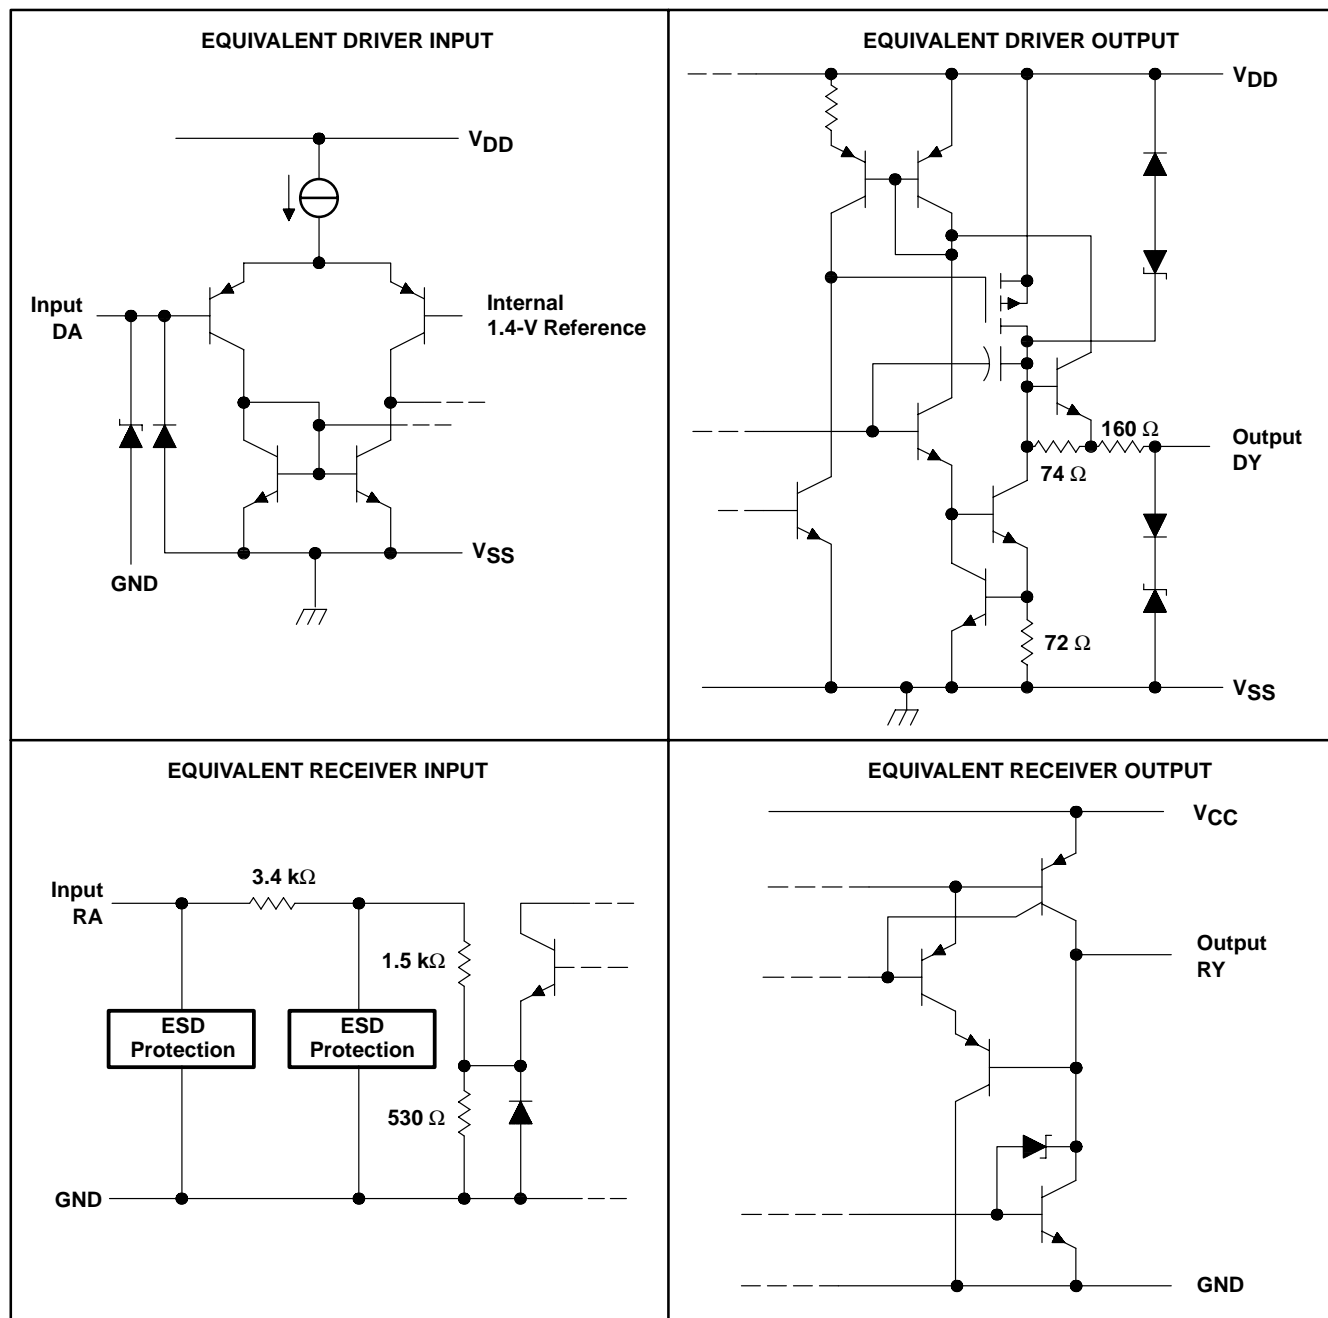 EQUIVALENT DRIVER INPUT
VDD
Input
DA
Internal
1.4-V Reference
GND
VSS
EQUIVALENT DRIVER OUTPUT
VDD
160 Ω
Output
DY
74 Ω
72 Ω
VSS
EQUIVALENT RECEIVER INPUT
3.4 kΩ
Input
RA
1.5 kΩ
ESD
Protection
ESD
Protection
530 Ω
GND
EQUIVALENT RECEIVER OUTPUT
VCC
Output
RY
GND